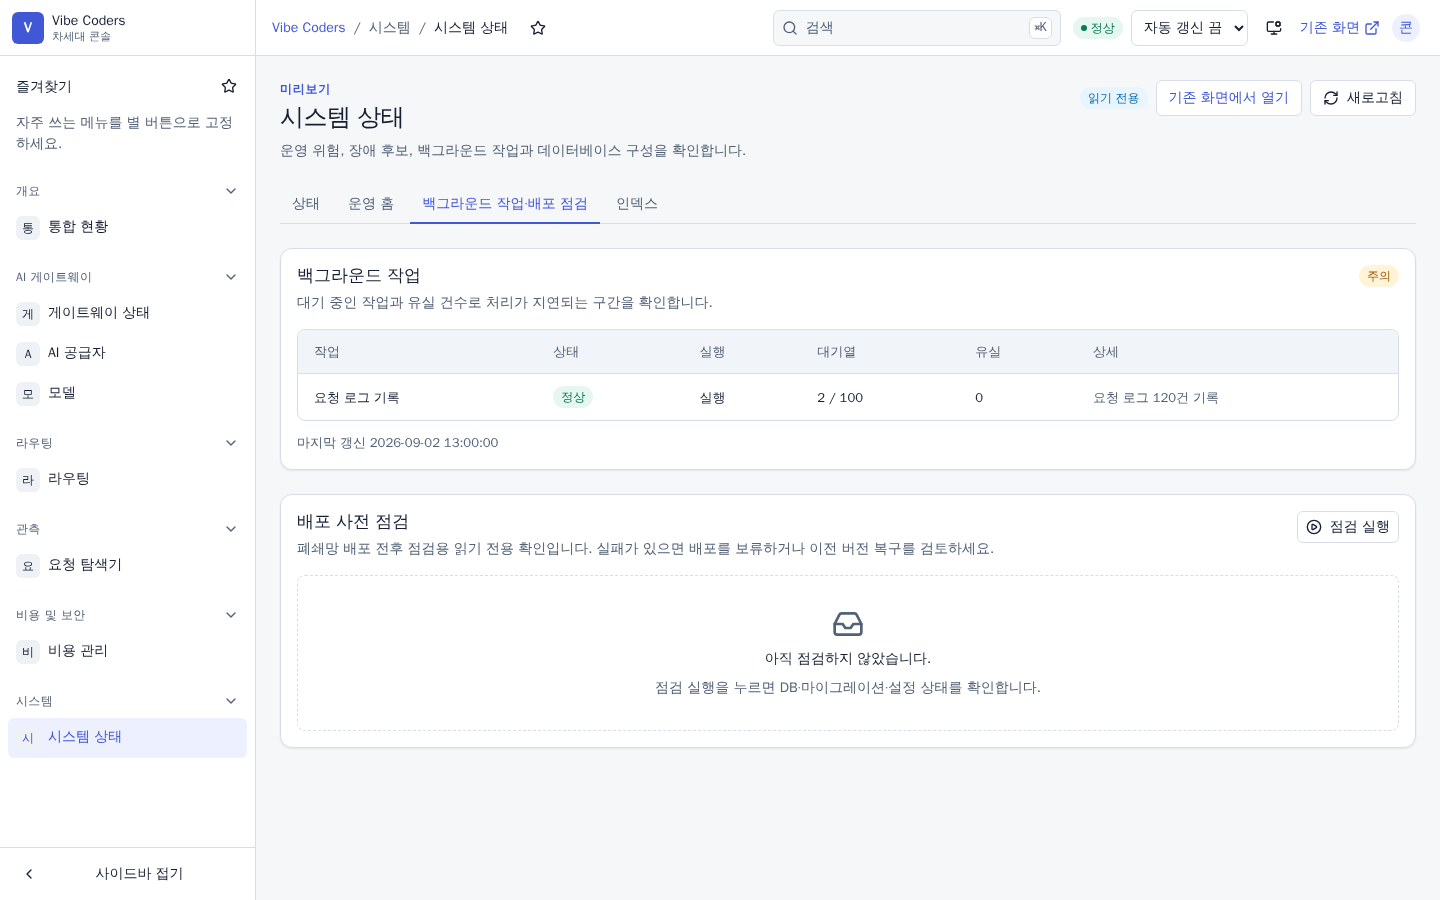 V
Vibe Coders
차세대 콘솔
Vibe Coders / 시스템 / 시스템 상태
검색
⌘K
정상
자동 갱신 끔
기존 화면
콘
즐겨찾기
자주 쓰는 메뉴를 별 버튼으로 고정
하세요.
개요
통 통합 현황
AI 게이트웨이
게 게이트웨이 상태
A AI 공급자
모 모델
라우팅
라 라우팅
관측
요 요청 탐색기
비용 및 보안
비 비용 관리
시스템
시 시스템 상태
사이드바 접기
미리보기
시스템 상태
운영 위험, 장애 후보, 백그라운드 작업과 데이터베이스 구성을 확인합니다.
읽기 전용
기존 화면에서 열기
새로고침
상태 운영 홈 백그라운드 작업·배포 점검 인덱스
백그라운드 작업
대기 중인 작업과 유실 건수로 처리가 지연되는 구간을 확인합니다.
주의
작업 상태 실행 대기열 유실 상세
요청 로그 기록 정상 실행 2 / 100 0 요청 로그 120건 기록
마지막 갱신 2026-09-02 13:00:00
배포 사전 점검
폐쇄망 배포 전후 점검용 읽기 전용 확인입니다. 실패가 있으면 배포를 보류하거나 이전 버전 복구를 검토하세요.
점검 실행
아직 점검하지 않았습니다.
점검 실행을 누르면 DB·마이그레이션·설정 상태를 확인합니다.